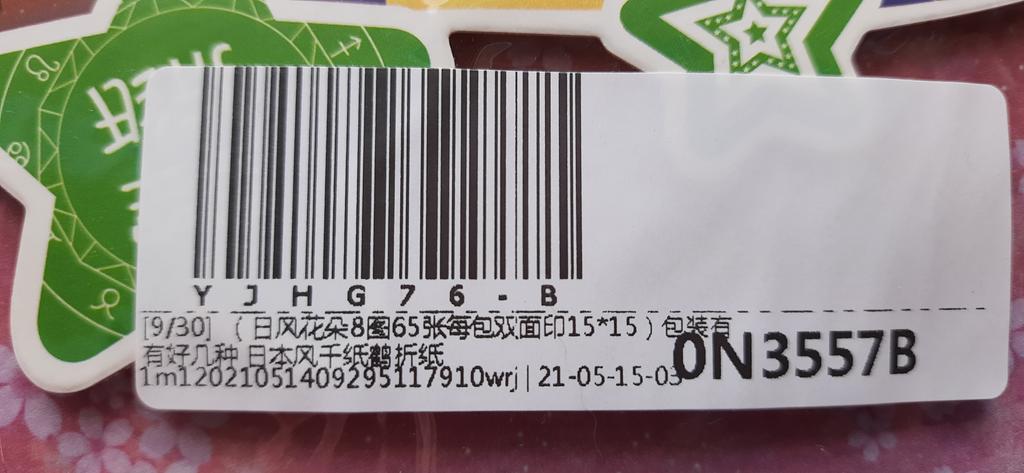 YJHG76-B
[9/30] （日风花朵8图65张每包双面印15*15）包装有
有好几种 日本风千纸鹤折纸
0N3557B
1m12021051409295117910wrj | 21-05-15-03